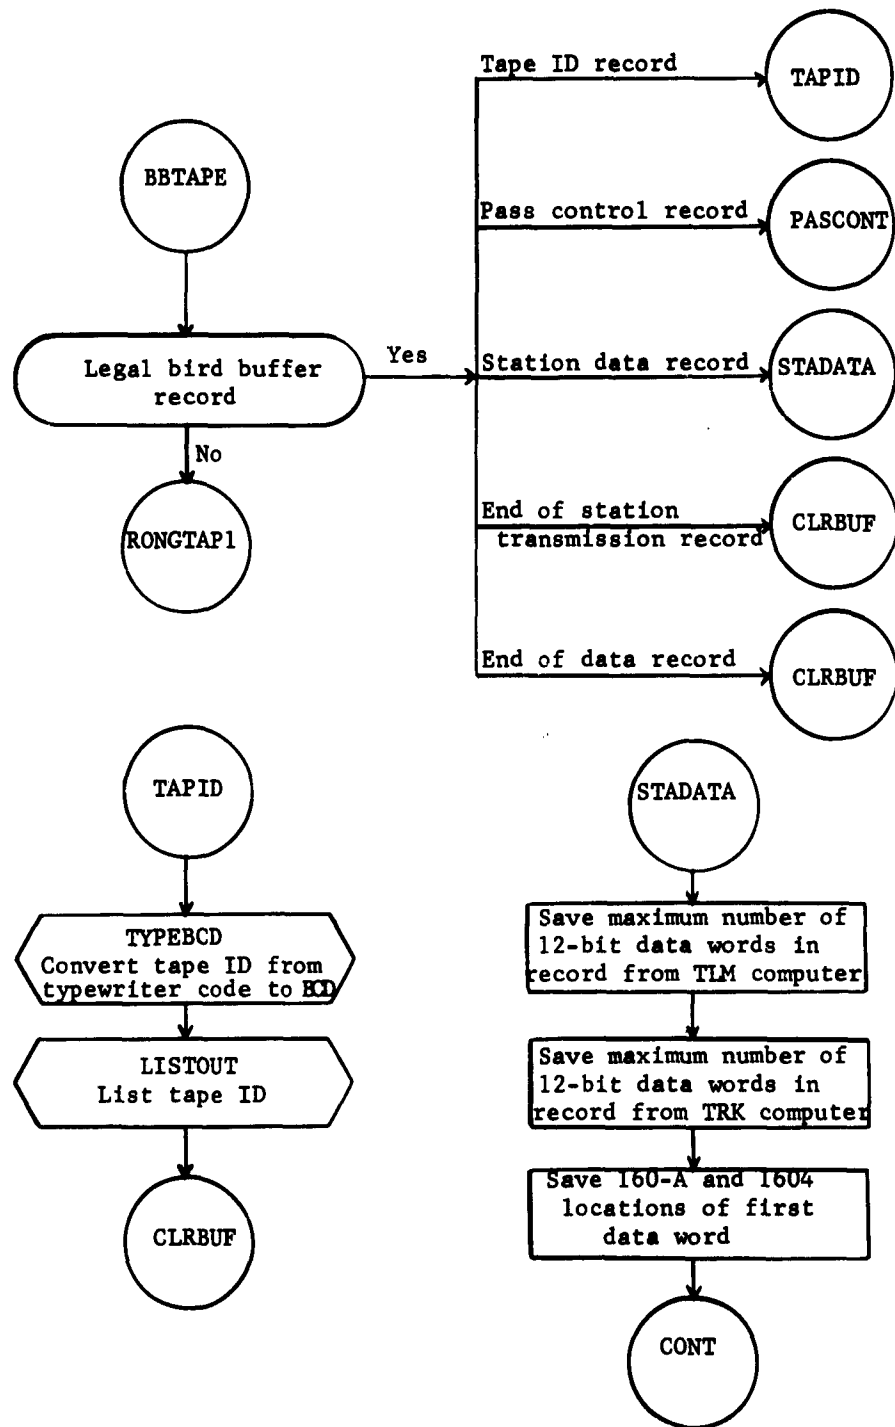 BBTAPE
Legal bird buffer
record
Yes
No
RONGTAP1
Tape ID record
TAPID
Pass control record
PASCONT
Station data record
STADATA
End of station
transmission record
CLRBUF
End of data record
CLRBUF
TAPID
TYPEBCD
Convert tape ID from
typewriter code to BCD
LISTOUT
List tape ID
CLRBUF
STADATA
Save maximum number of
12-bit data words in
record from TLM computer
Save maximum number of
12-bit data words in
record from TRK computer
Save 160-A and 1604
locations of first
data word
CONT